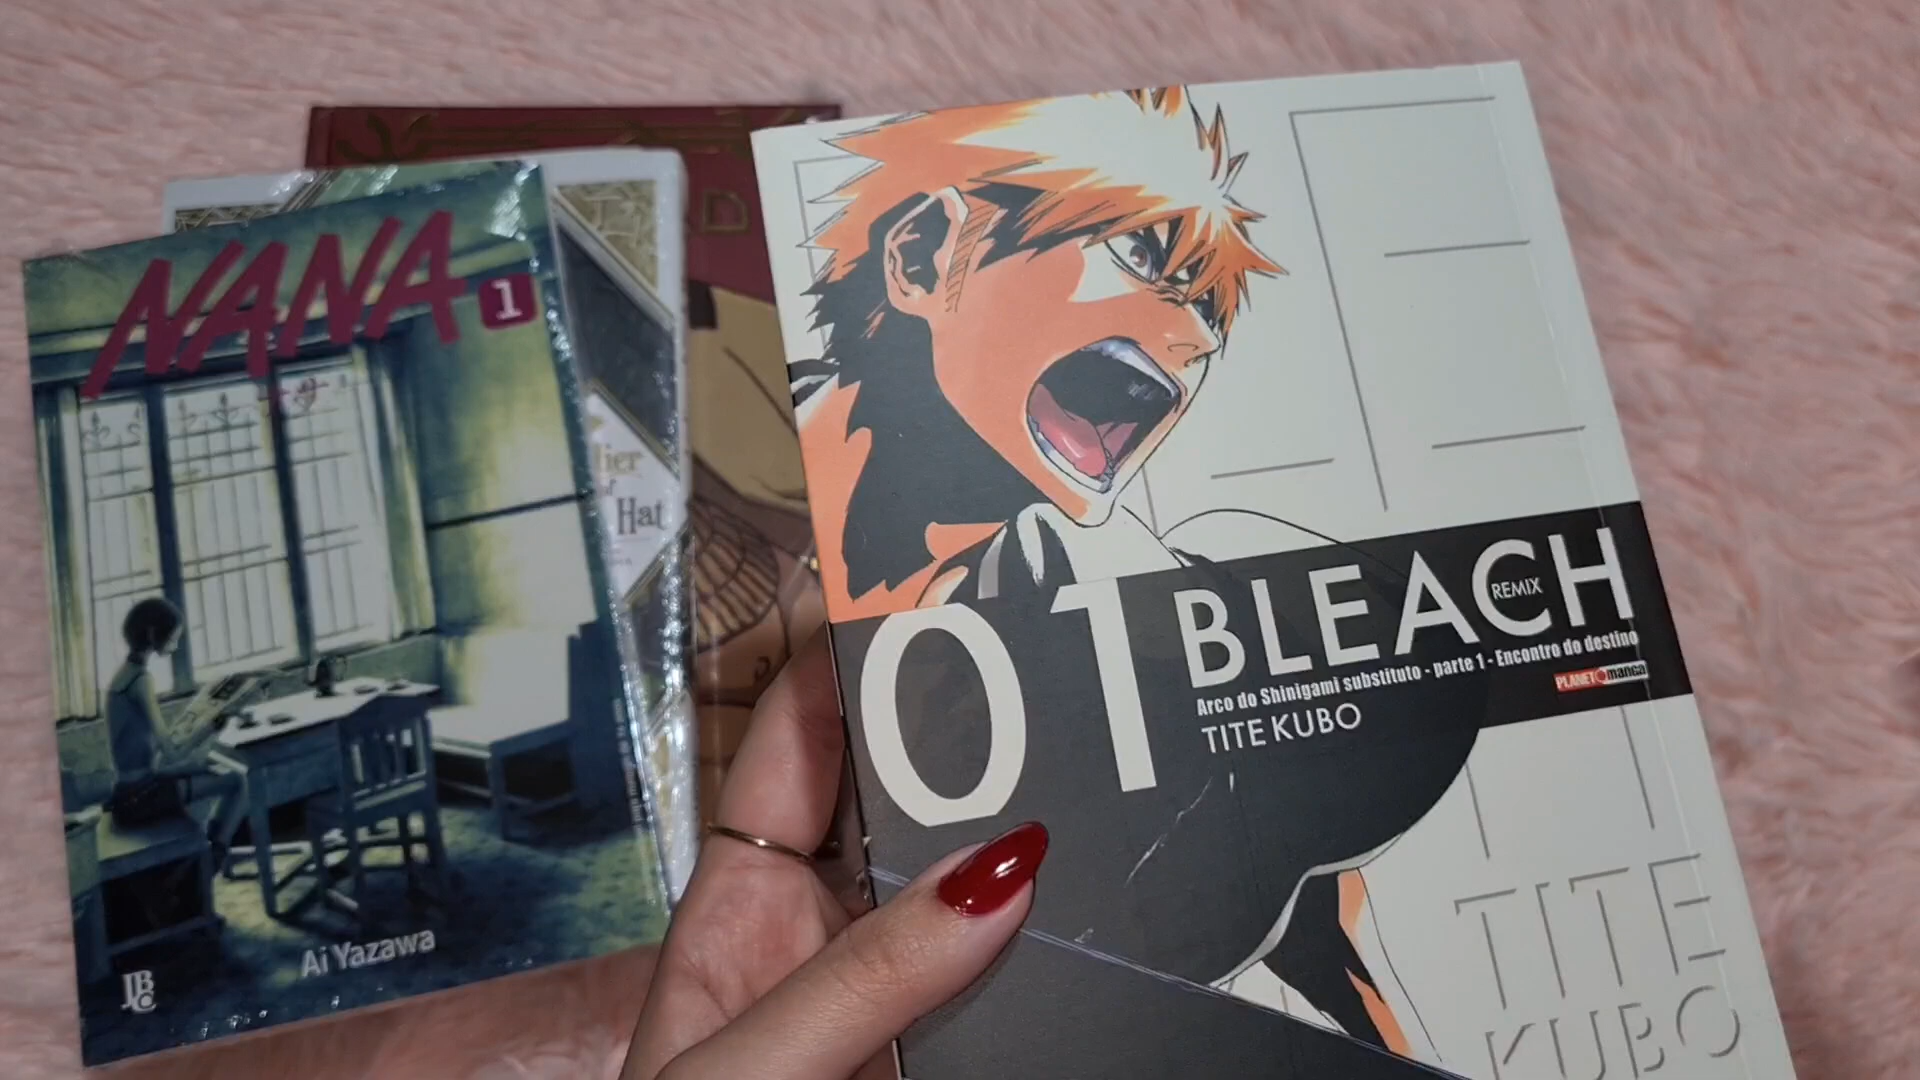 NANA
1
Ai Yazawa
JBC
Hat
01
BLEACH
REMIX
Arco do Shinigami substituto - parte 1 - Encontro do destino
PLANET manga
TITE KUBO
TITE
KUBO